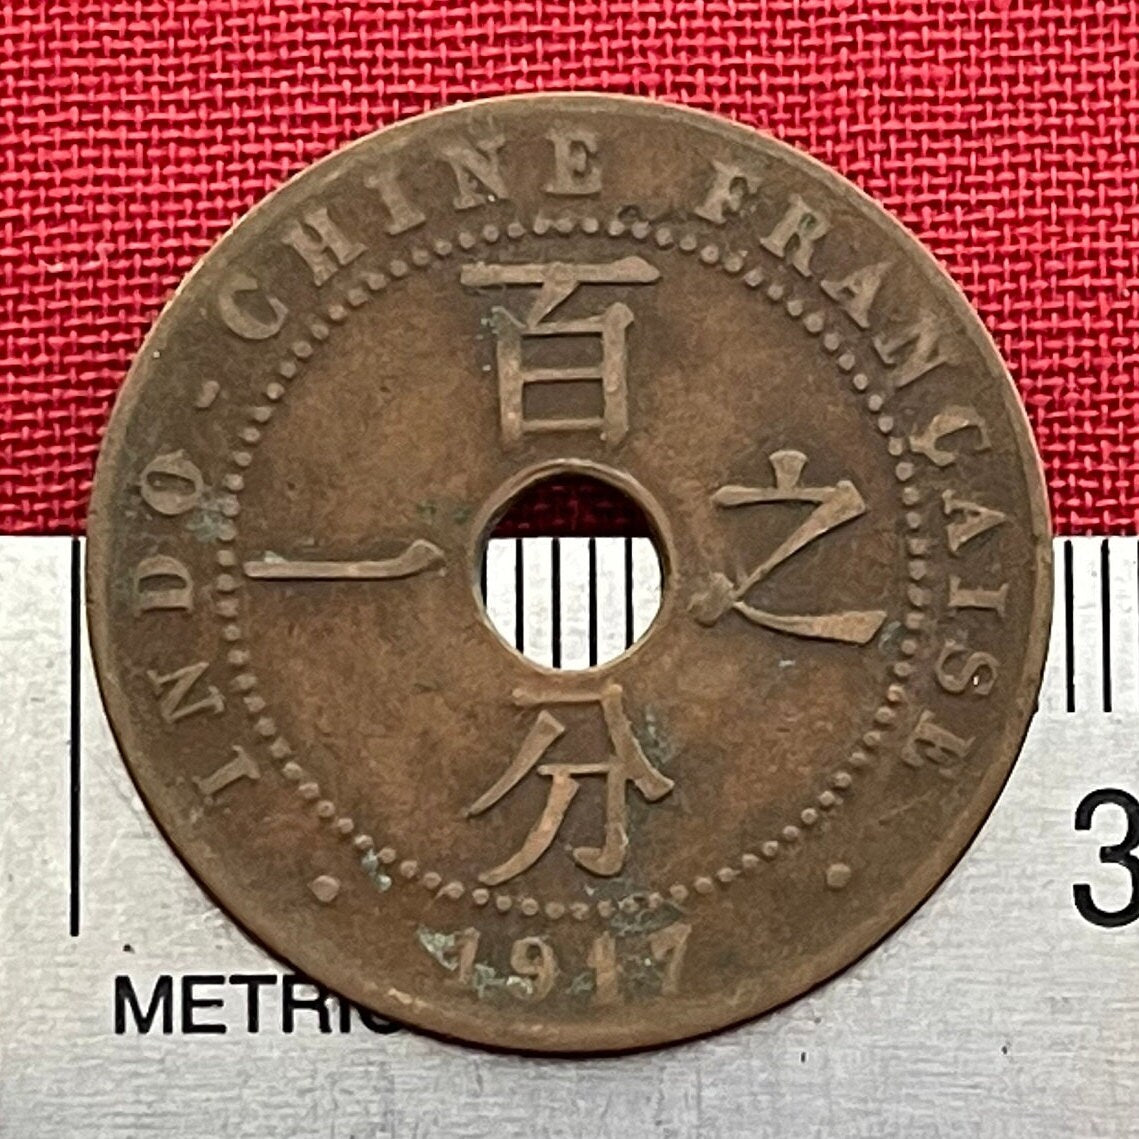 INDO-CHINE FRANÇAISE
百
之
分
一
1917
3
METRIC